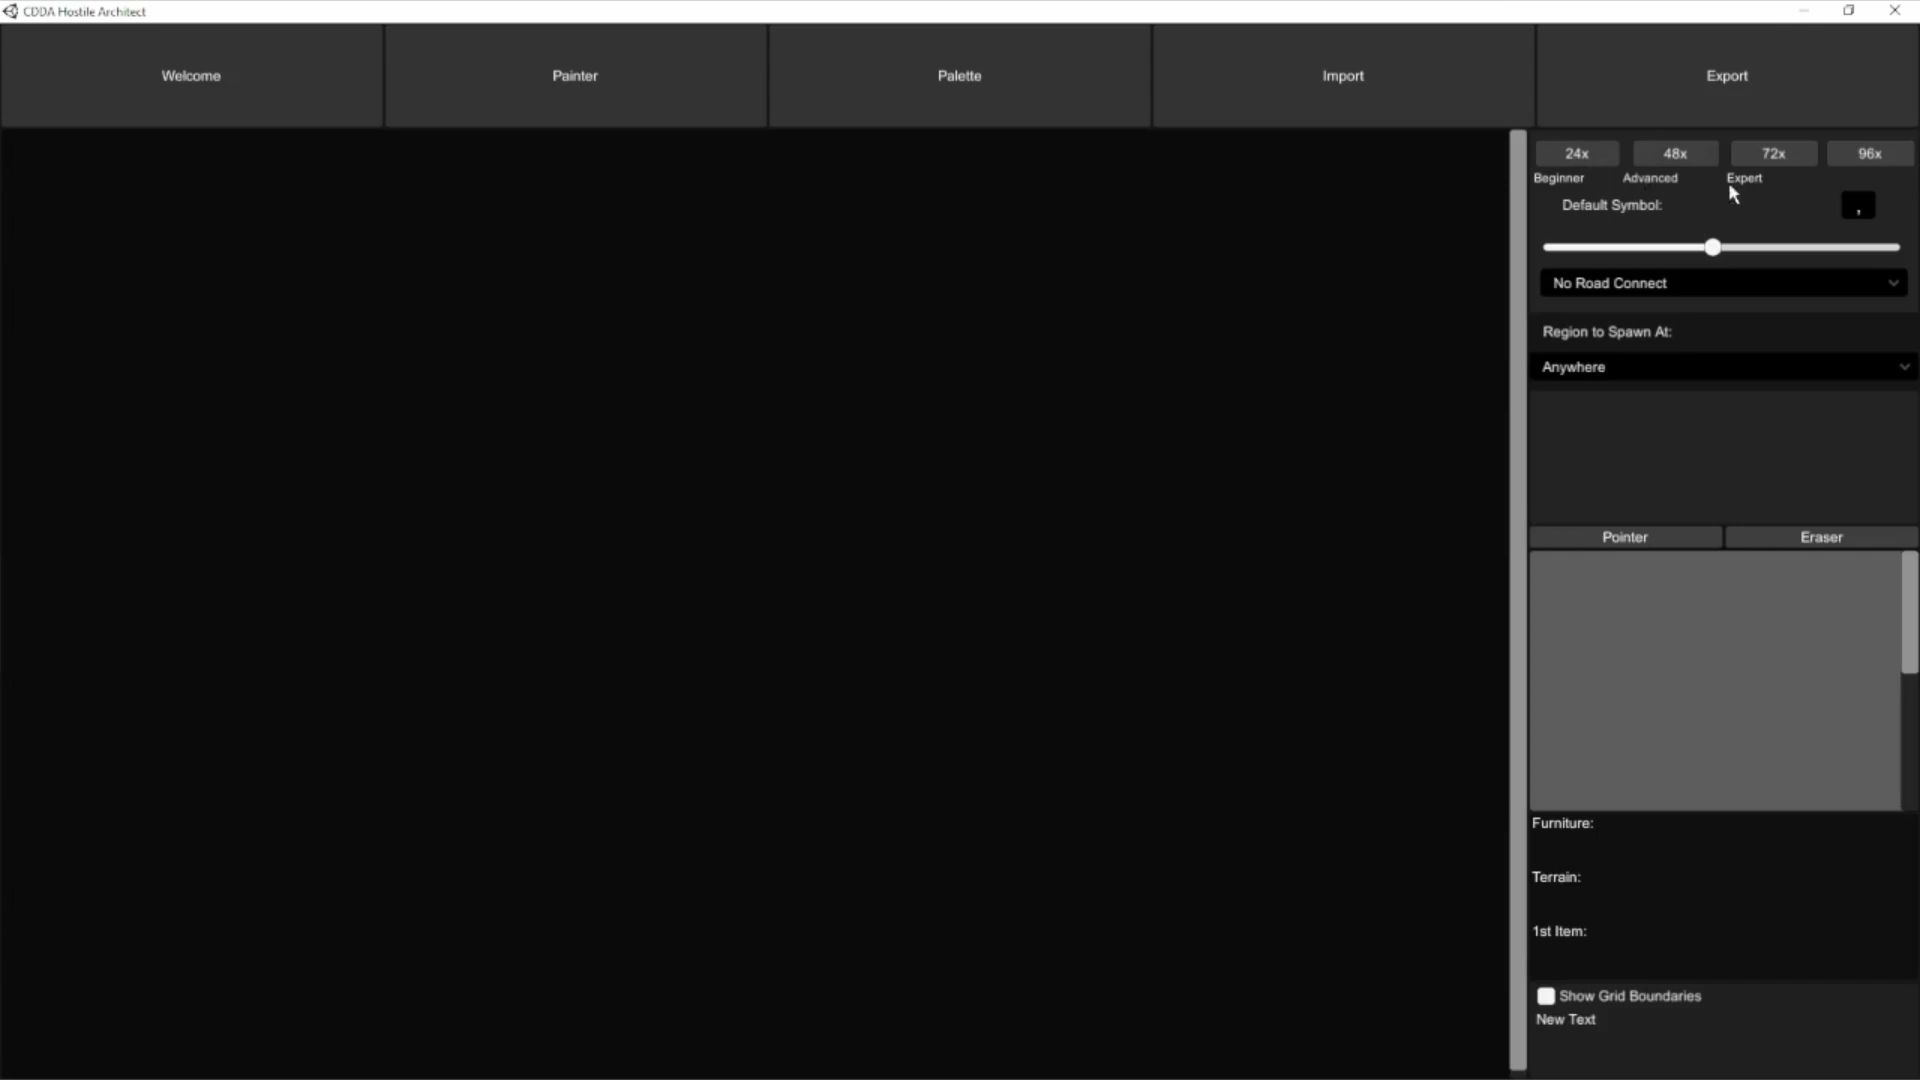 CDDA Hostile Architect
Welcome Painter Palette Import Export
24x 48x 72x 96x
Beginner Advanced Expert
Default Symbol: ,
No Road Connect
Region to Spawn At:
Anywhere
Pointer Eraser
Furniture:
Terrain:
1st Item:
Show Grid Boundaries
New Text